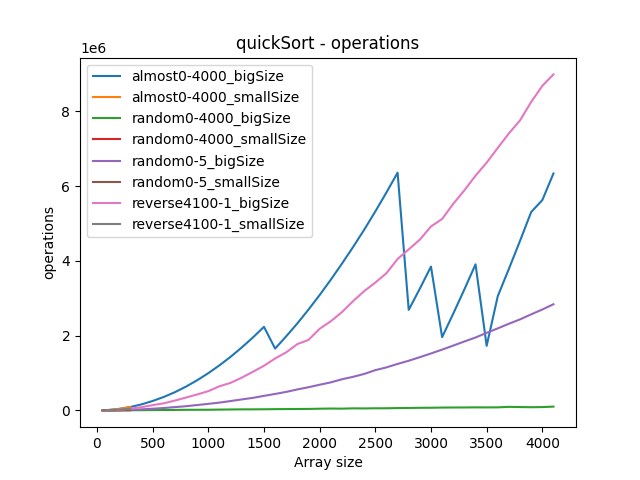 quickSort - operations
1e6
almost0-4000_bigSize
almost0-4000_smallSize
random0-4000_bigSize
random0-4000_smallSize
random0-5_bigSize
random0-5_smallSize
reverse4100-1_bigSize
reverse4100-1_smallSize
8
6
4
2
0
operations
0 500 1000 1500 2000 2500 3000 3500 4000
Array size